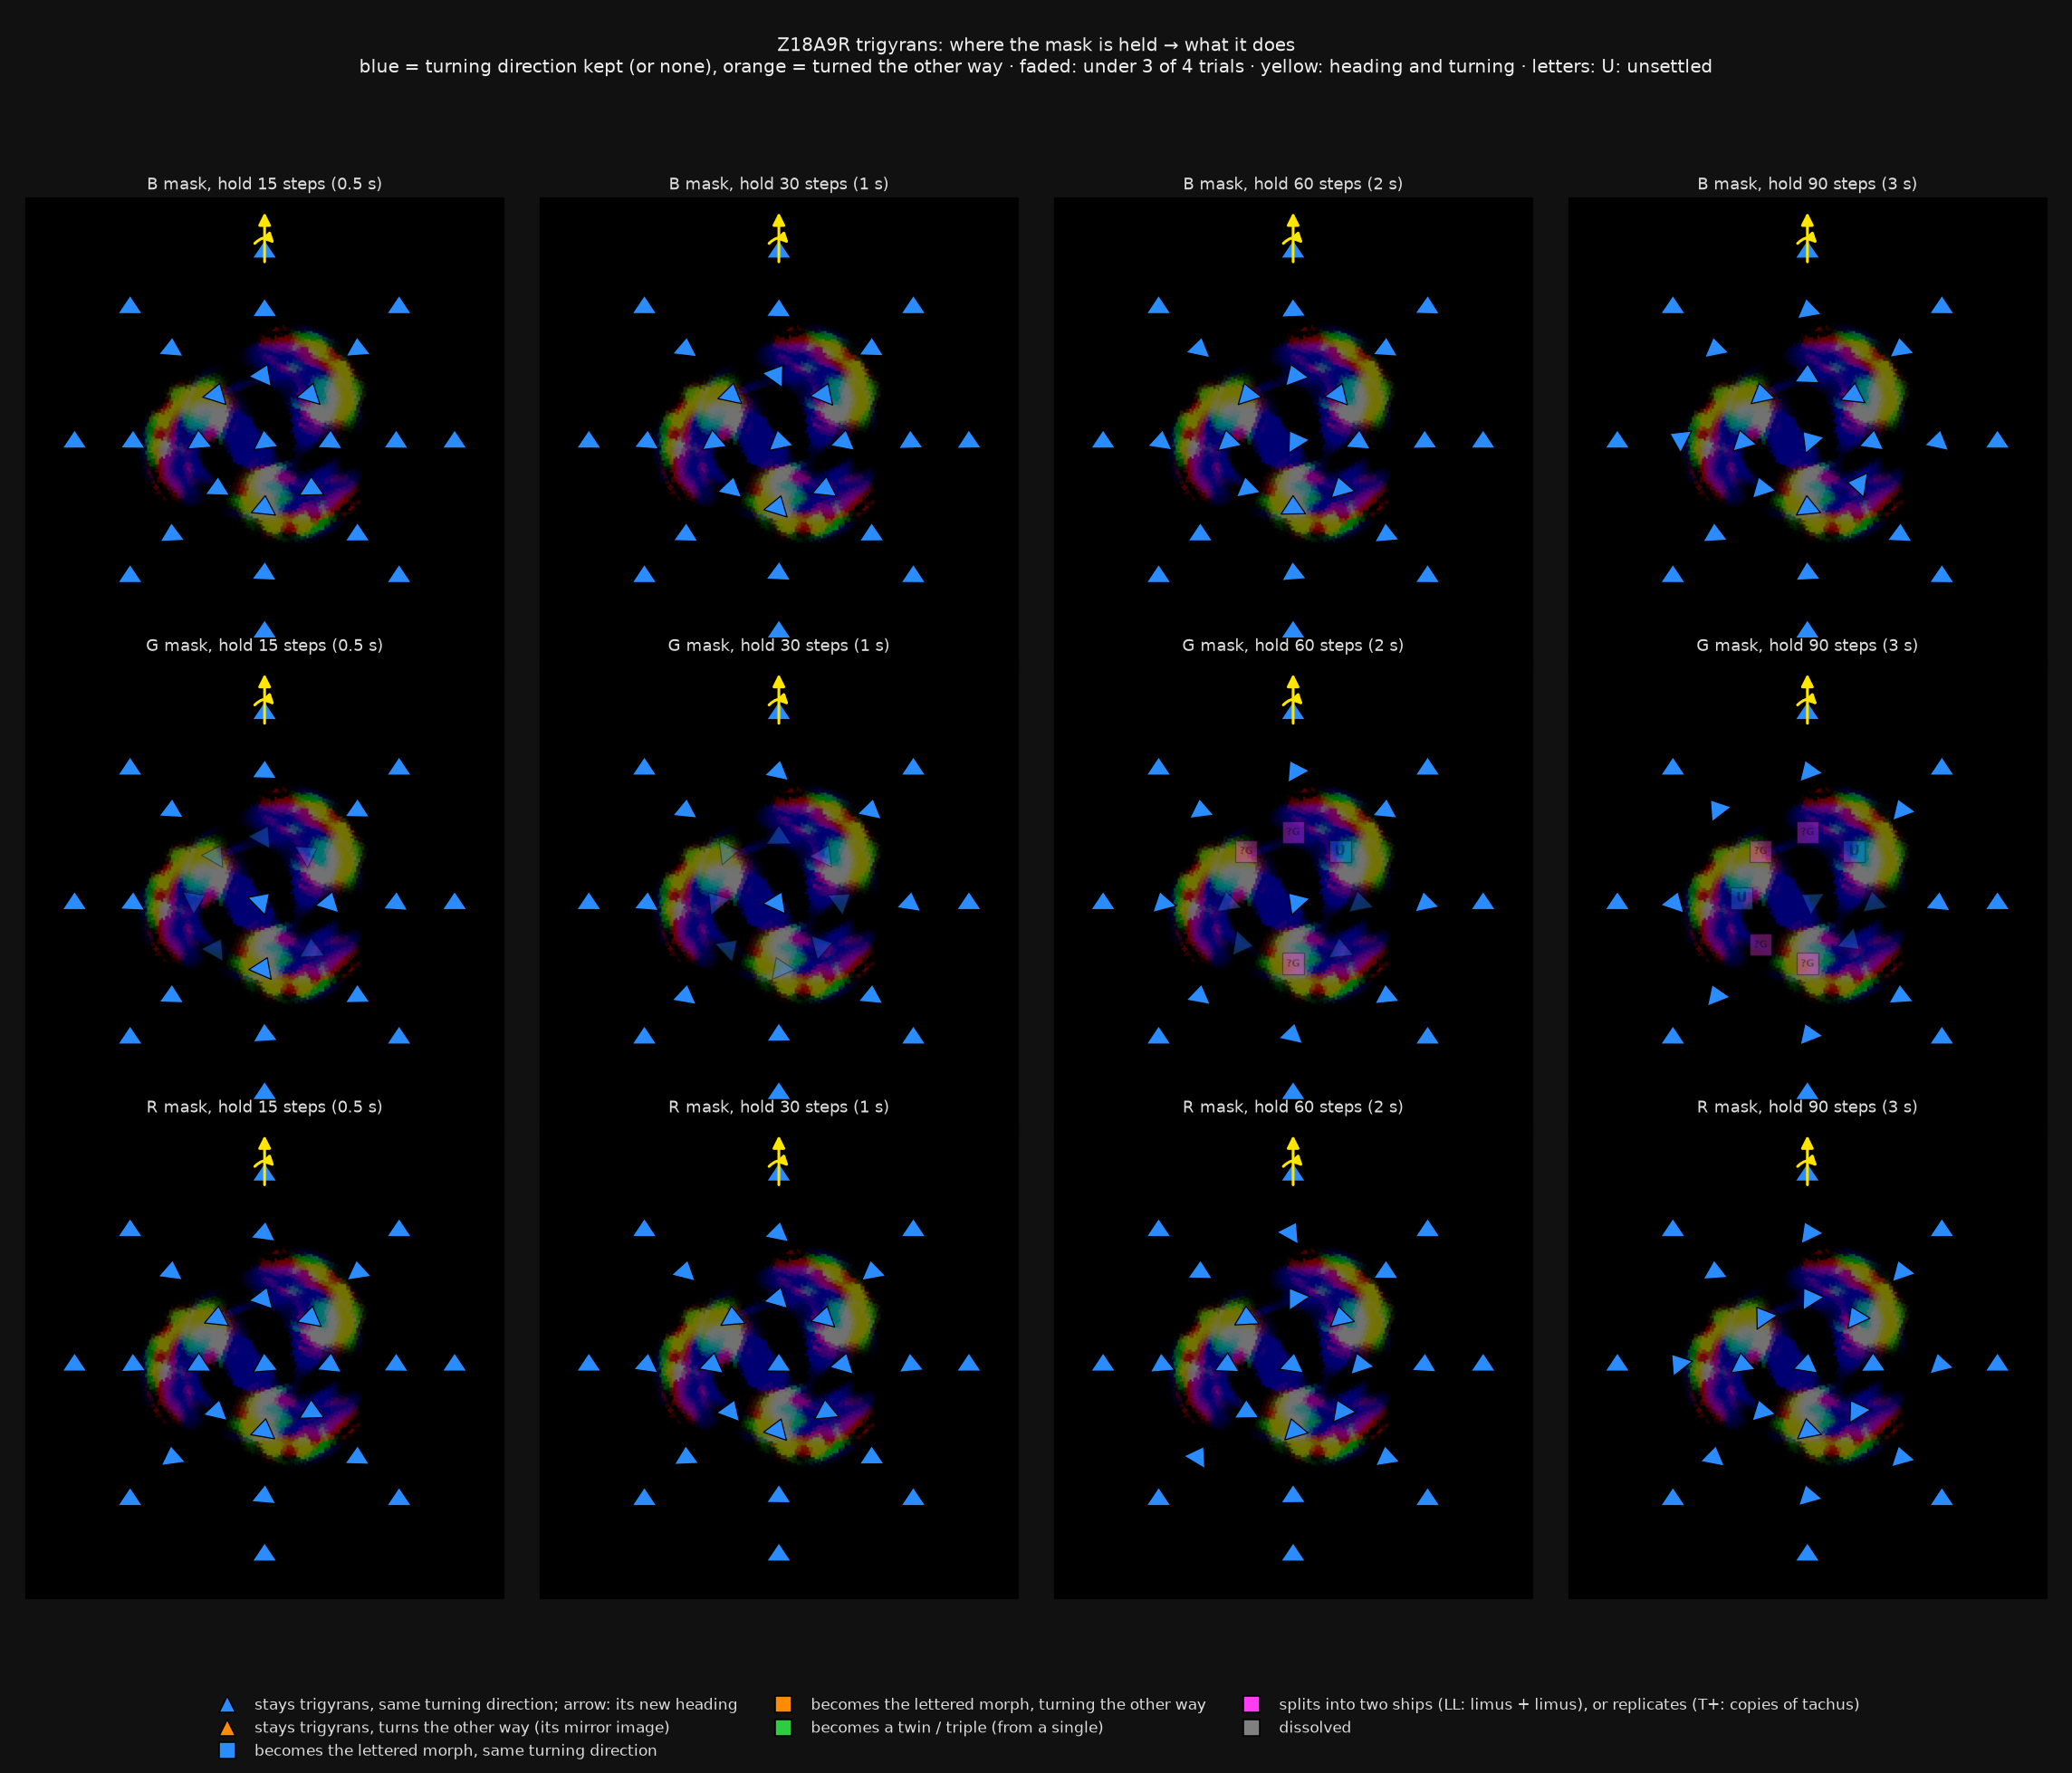 Z18A9R trigyrans: where the mask is held → what it does
blue = turning direction kept (or none), orange = turned the other way · faded: under 3 of 4 trials · yellow: heading and turning · letters: U: unsettled
B mask, hold 15 steps (0.5 s)
B mask, hold 30 steps (1 s)
B mask, hold 60 steps (2 s)
B mask, hold 90 steps (3 s)
G mask, hold 15 steps (0.5 s)
G mask, hold 30 steps (1 s)
G mask, hold 60 steps (2 s)
G mask, hold 90 steps (3 s)
?G
?G
?G
U
?G
U
U
?G
?G
?G
R mask, hold 15 steps (0.5 s)
R mask, hold 30 steps (1 s)
R mask, hold 60 steps (2 s)
R mask, hold 90 steps (3 s)
stays trigyrans, same turning direction; arrow: its new heading
stays trigyrans, turns the other way (its mirror image)
becomes the lettered morph, same turning direction
becomes the lettered morph, turning the other way
becomes a twin / triple (from a single)
splits into two ships (LL: limus + limus), or replicates (T+: copies of tachus)
dissolved